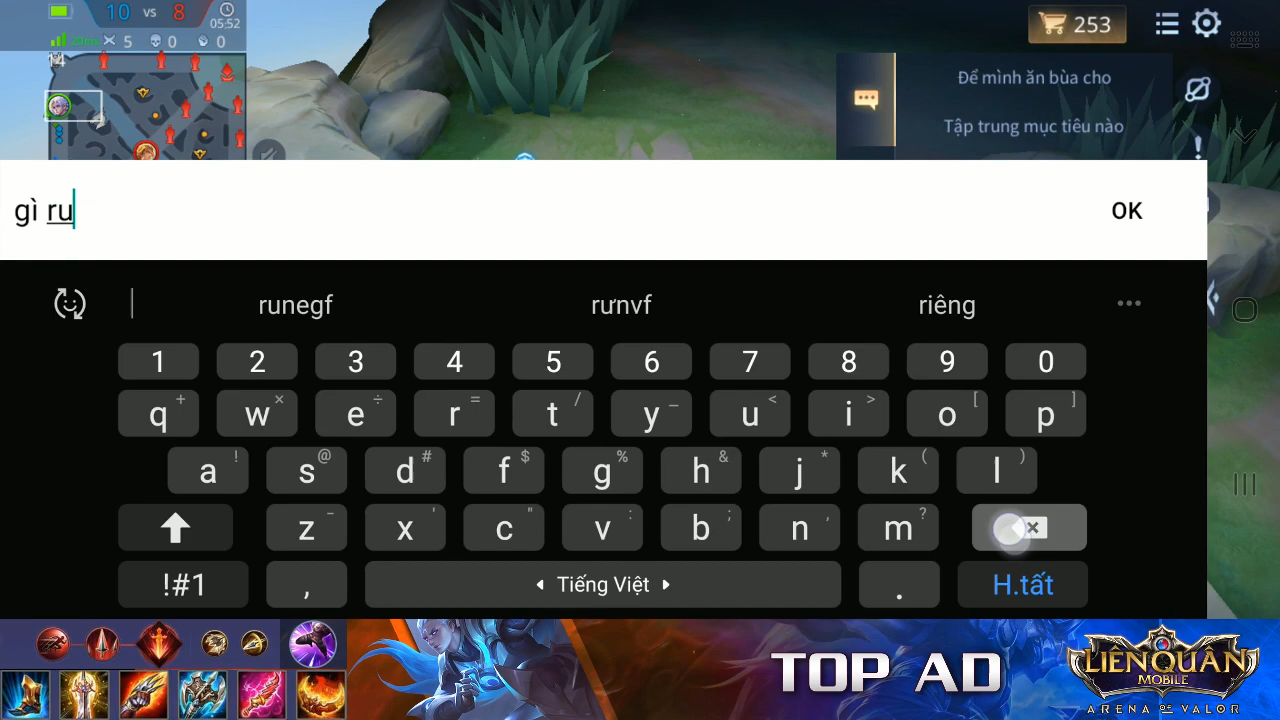 10 vs 8
05:52
5 0 0
14
253
Để mình ăn bùa cho
Tập trung mục tiêu nào
gì ru
OK
runegf rưnvf riêng
1 2 3 4 5 6 7 8 9 0
q + w × e ÷ r = t / y _ u < i > o [ p ]
a ! s @ d # f $ g % h & j * k ( l )
z - x ' c " v : b ; n , m ?
!#1 , Tiếng Việt . H.tất
TOP AD
LIÊN QUÂN
MOBILE
ARENA OF VALOR